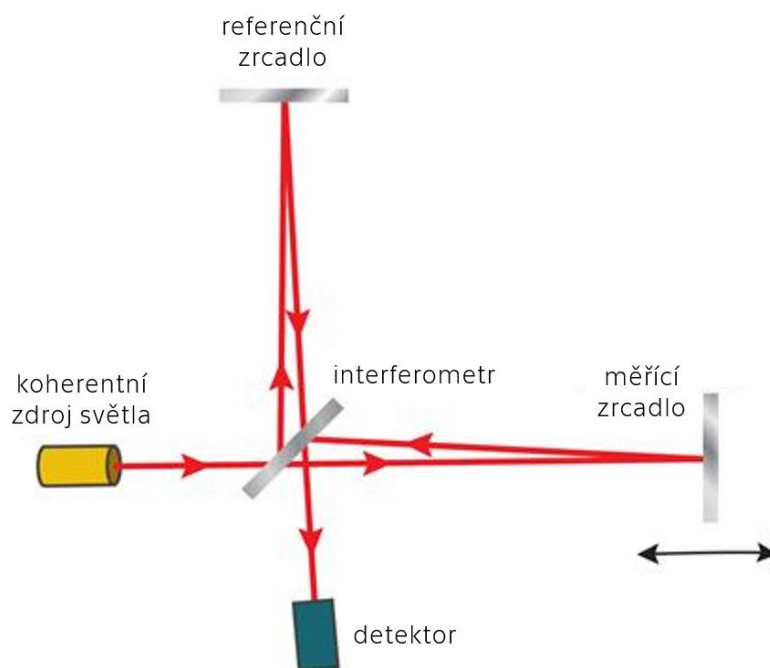 referenční
zrcadlo
interferometr
měřící
zrcadlo
koherentní
zdroj světla
detektor